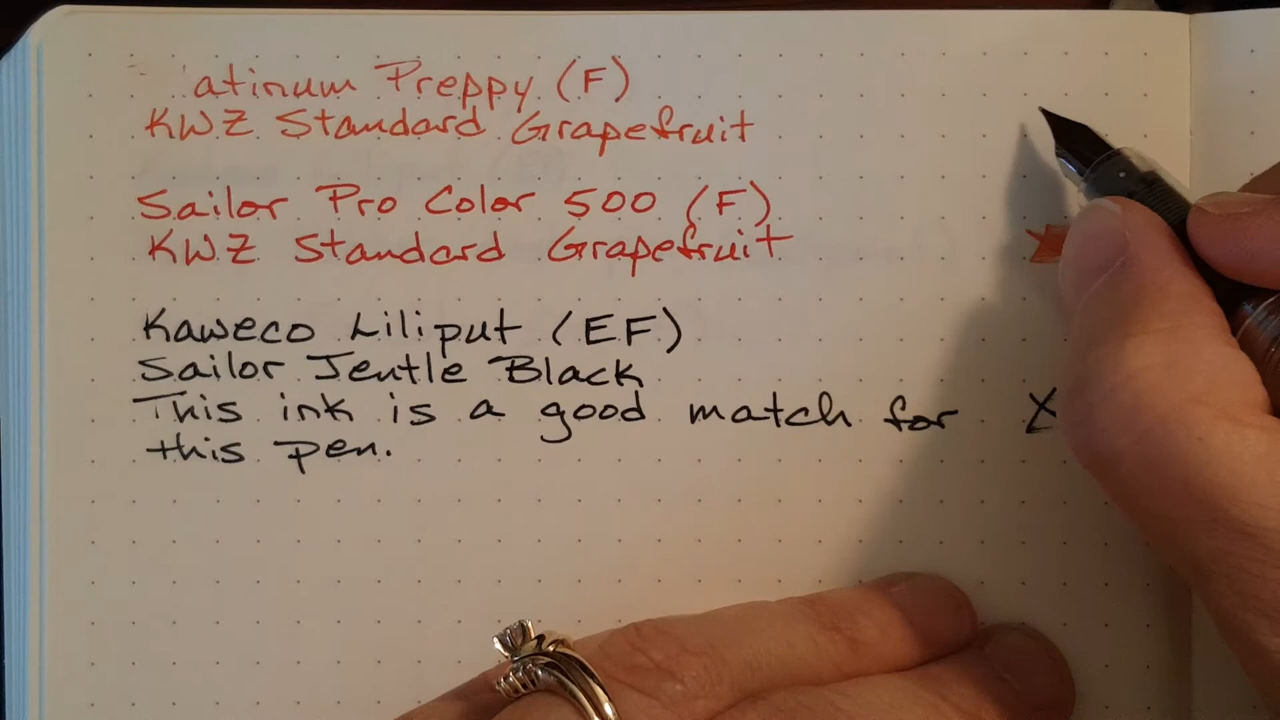 atinum Preppy (F)
KWZ Standard Grapefruit
Sailor Pro Color 500 (F)
KWZ Standard Grapefruit
Kaweco Liliput (EF)
Sailor Jentle Black
This ink is a good match for X
this pen.